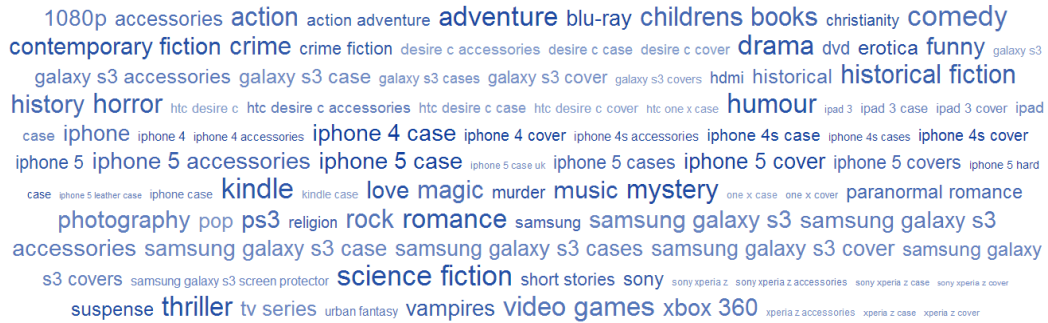 1080p accessories action action adventure adventure blu-ray childrens books christianity comedy
contemporary fiction crime crime fiction desire c accessories desire c case desire c cover drama dvd erotica funny galaxy s3
galaxy s3 accessories galaxy s3 case galaxy s3 cases galaxy s3 cover galaxy s3 covers hdmi historical historical fiction
history horror htc desire c htc desire c accessories htc desire c case htc desire c cover htc one x case humour ipad 3 ipad 3 case ipad 3 cover ipad
case iphone iphone 4 iphone 4 accessories iphone 4 case iphone 4 cover iphone 4s accessories iphone 4s case iphone 4s cases iphone 4s cover
iphone 5 iphone 5 accessories iphone 5 case iphone 5 case uk iphone 5 cases iphone 5 cover iphone 5 covers iphone 5 hard
case iphone 5 leather case iphone case kindle kindle case love magic murder music mystery one x case one x cover paranormal romance
photography pop ps3 religion rock romance samsung samsung galaxy s3 samsung galaxy s3
accessories samsung galaxy s3 case samsung galaxy s3 cases samsung galaxy s3 cover samsung galaxy
s3 covers samsung galaxy s3 screen protector science fiction short stories sony sony xperia z sony xperia z accessories sony xperia z case sony xperia z cover
suspense thriller tv series urban fantasy vampires video games xbox 360 xperia z accessories xperia z case xperia z cover